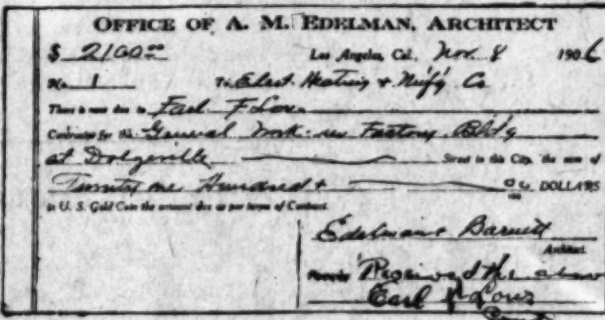 OFFICE OF A. M. EDELMAN, ARCHITECT
$ 2100.00 Los Angeles, Cal. Nov. 8 1906
No. 1 To Elect. Heating & M'f'g Co
There is now due to Earl F Low
Contractor for the General Work in Factory Bldg
at Dolgeville Street in this City the sum of
Twenty one Hundred & 00/100 DOLLARS
in U. S. Gold Coin the amount due as per terms of Contract.
Edelman & Barnett
Architect
Received the above
Earl F Low